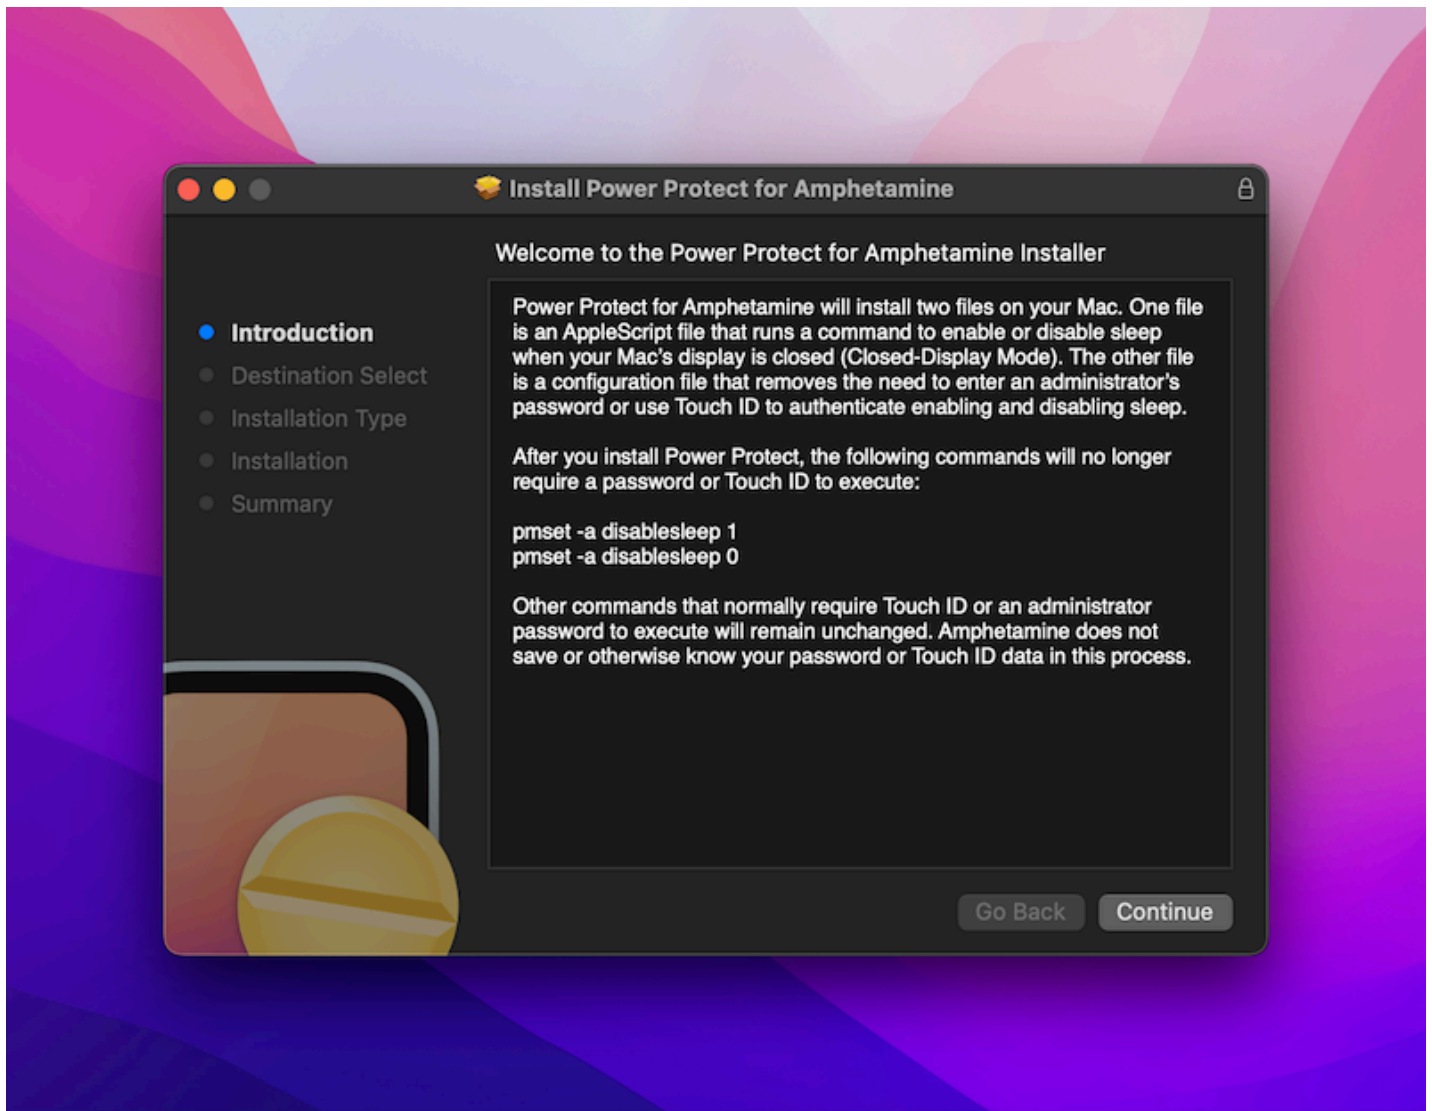 Install Power Protect for Amphetamine
Welcome to the Power Protect for Amphetamine Installer
Introduction
Destination Select
Installation Type
Installation
Summary
Power Protect for Amphetamine will install two files on your Mac. One file
is an AppleScript file that runs a command to enable or disable sleep
when your Mac's display is closed (Closed-Display Mode). The other file
is a configuration file that removes the need to enter an administrator's
password or use Touch ID to authenticate enabling and disabling sleep.
After you install Power Protect, the following commands will no longer
require a password or Touch ID to execute:
pmset -a disablesleep 1
pmset -a disablesleep 0
Other commands that normally require Touch ID or an administrator
password to execute will remain unchanged. Amphetamine does not
save or otherwise know your password or Touch ID data in this process.
Go Back
Continue